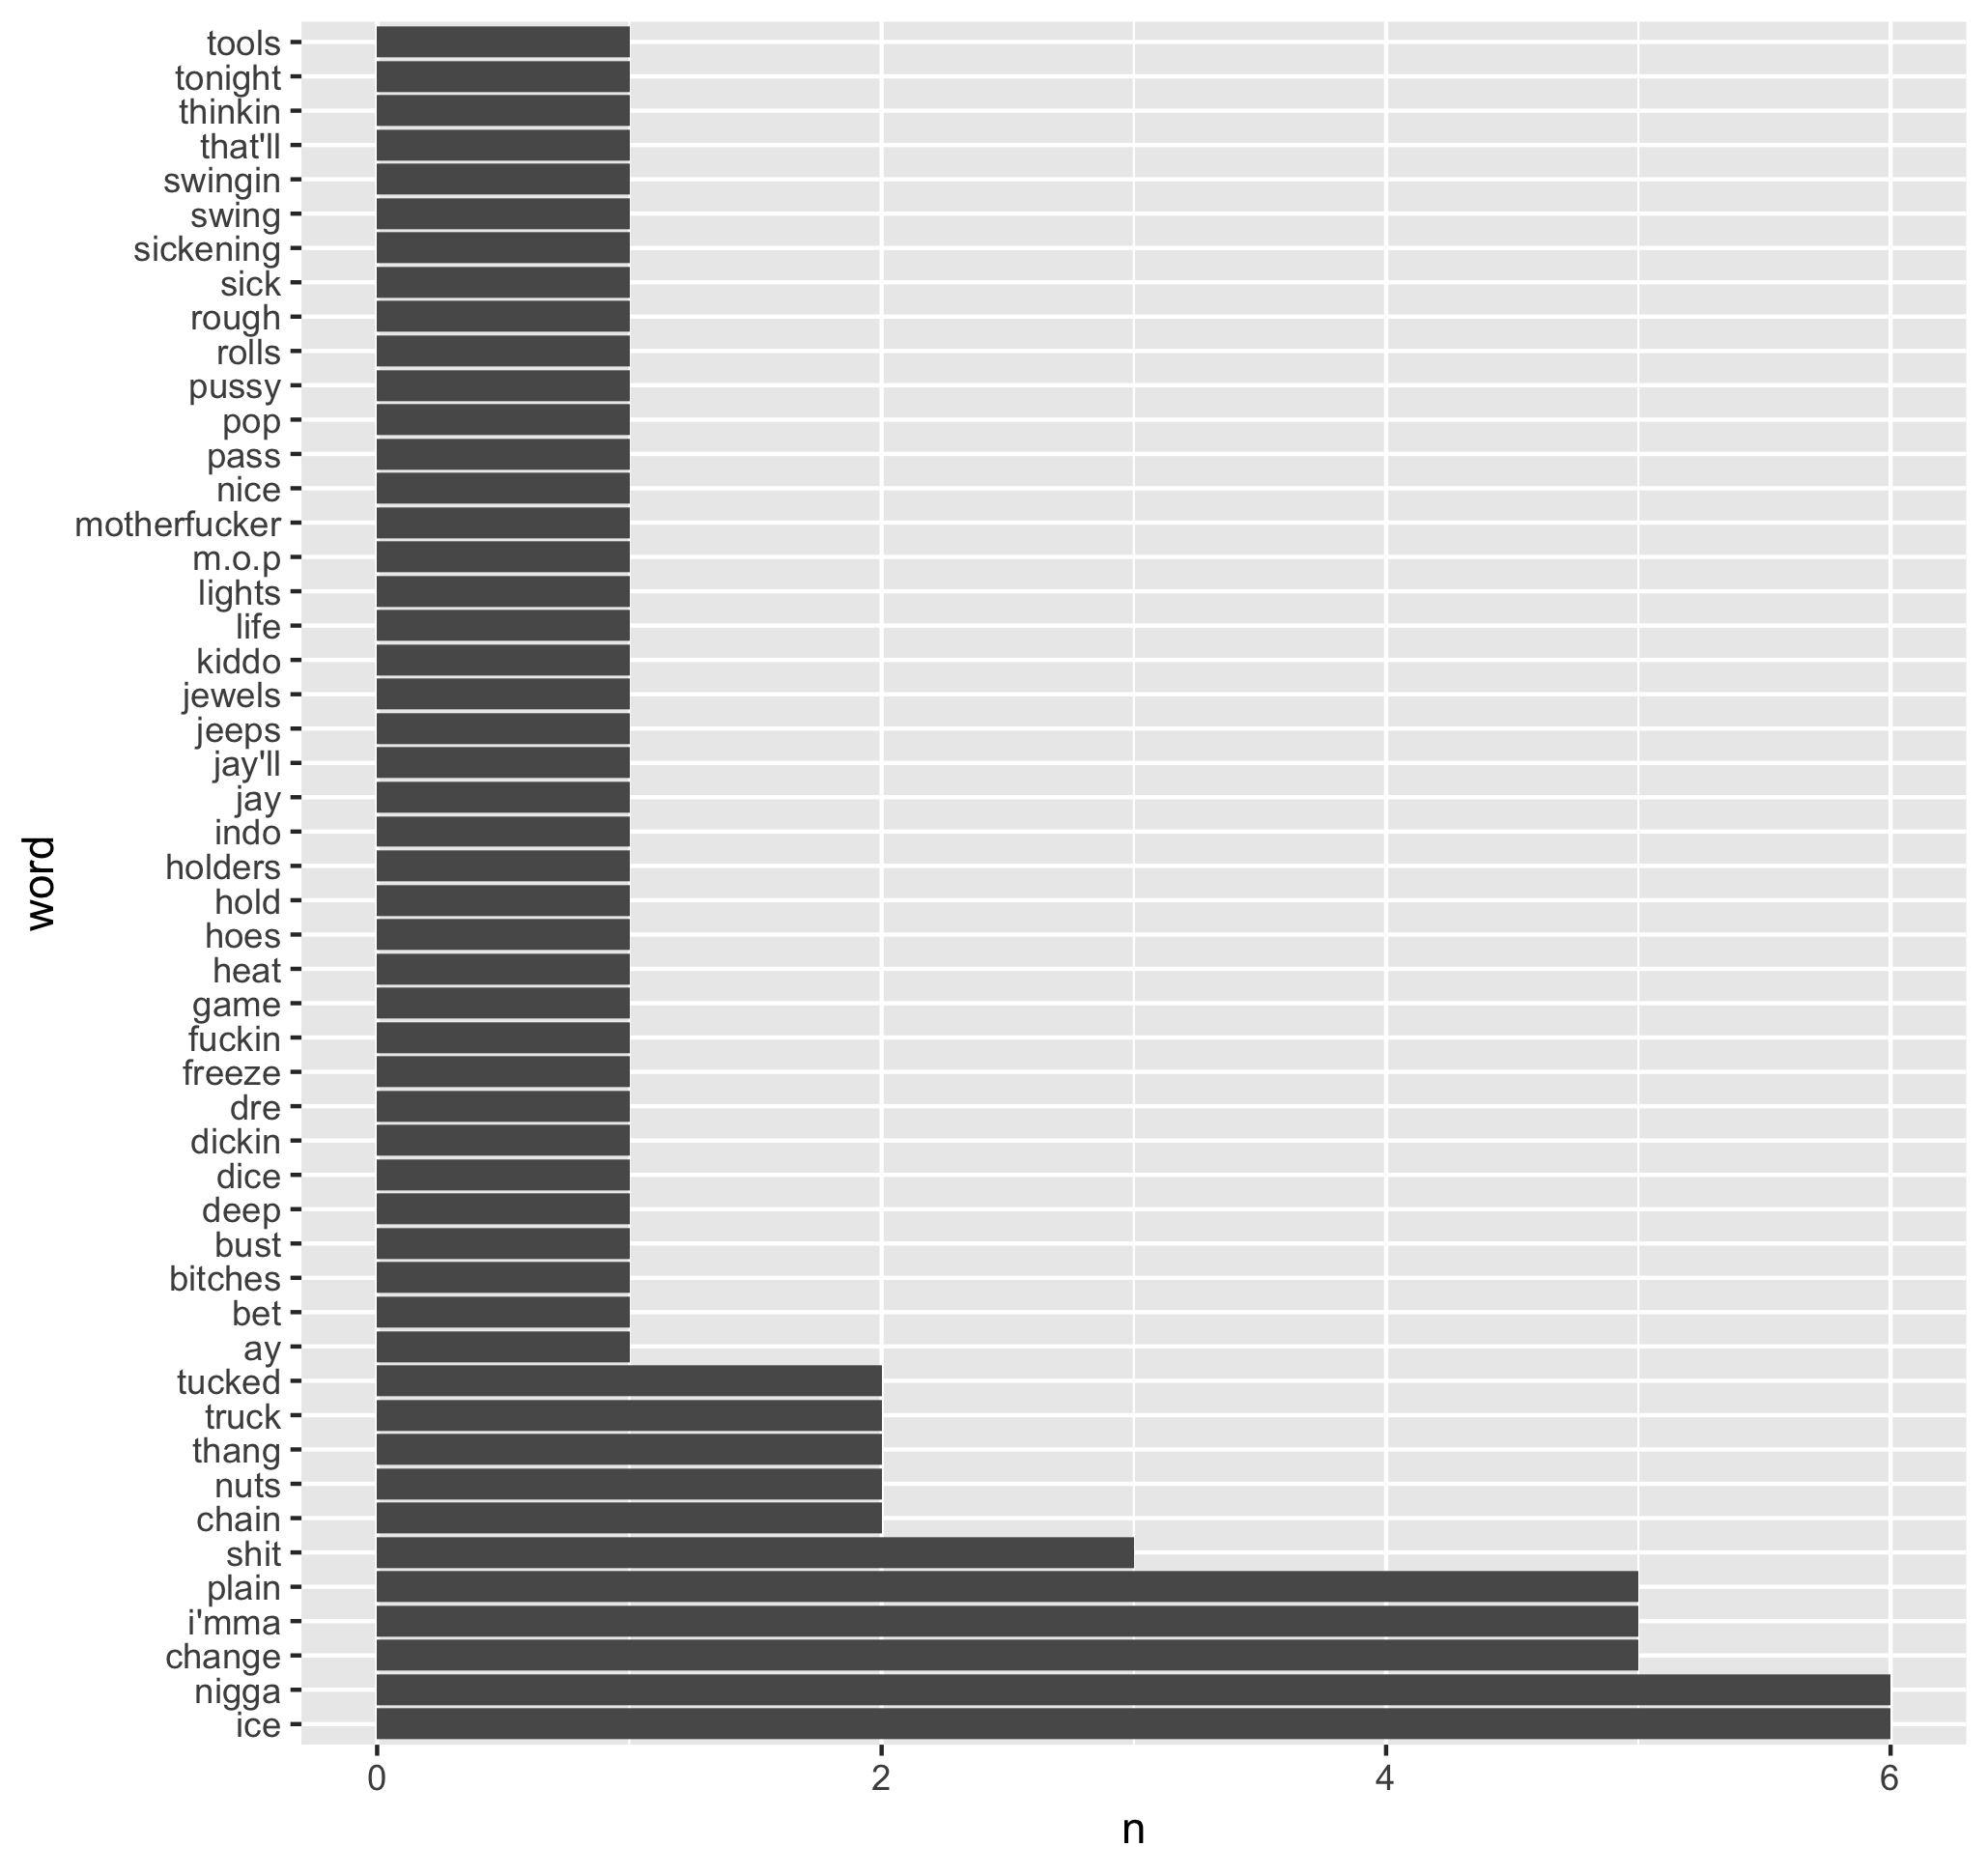 tools
tonight
thinkin
that'll
swingin
swing
sickening
sick
rough
rolls
pussy
pop
pass
nice
motherfucker
m.o.p
lights
life
kiddo
jewels
jeeps
jay'll
jay
indo
holders
hold
hoes
heat
game
fuckin
freeze
dre
dickin
dice
deep
bust
bitches
bet
ay
tucked
truck
thang
nuts
chain
shit
plain
i'mma
change
nigga
ice
word
0 2 4 6
n